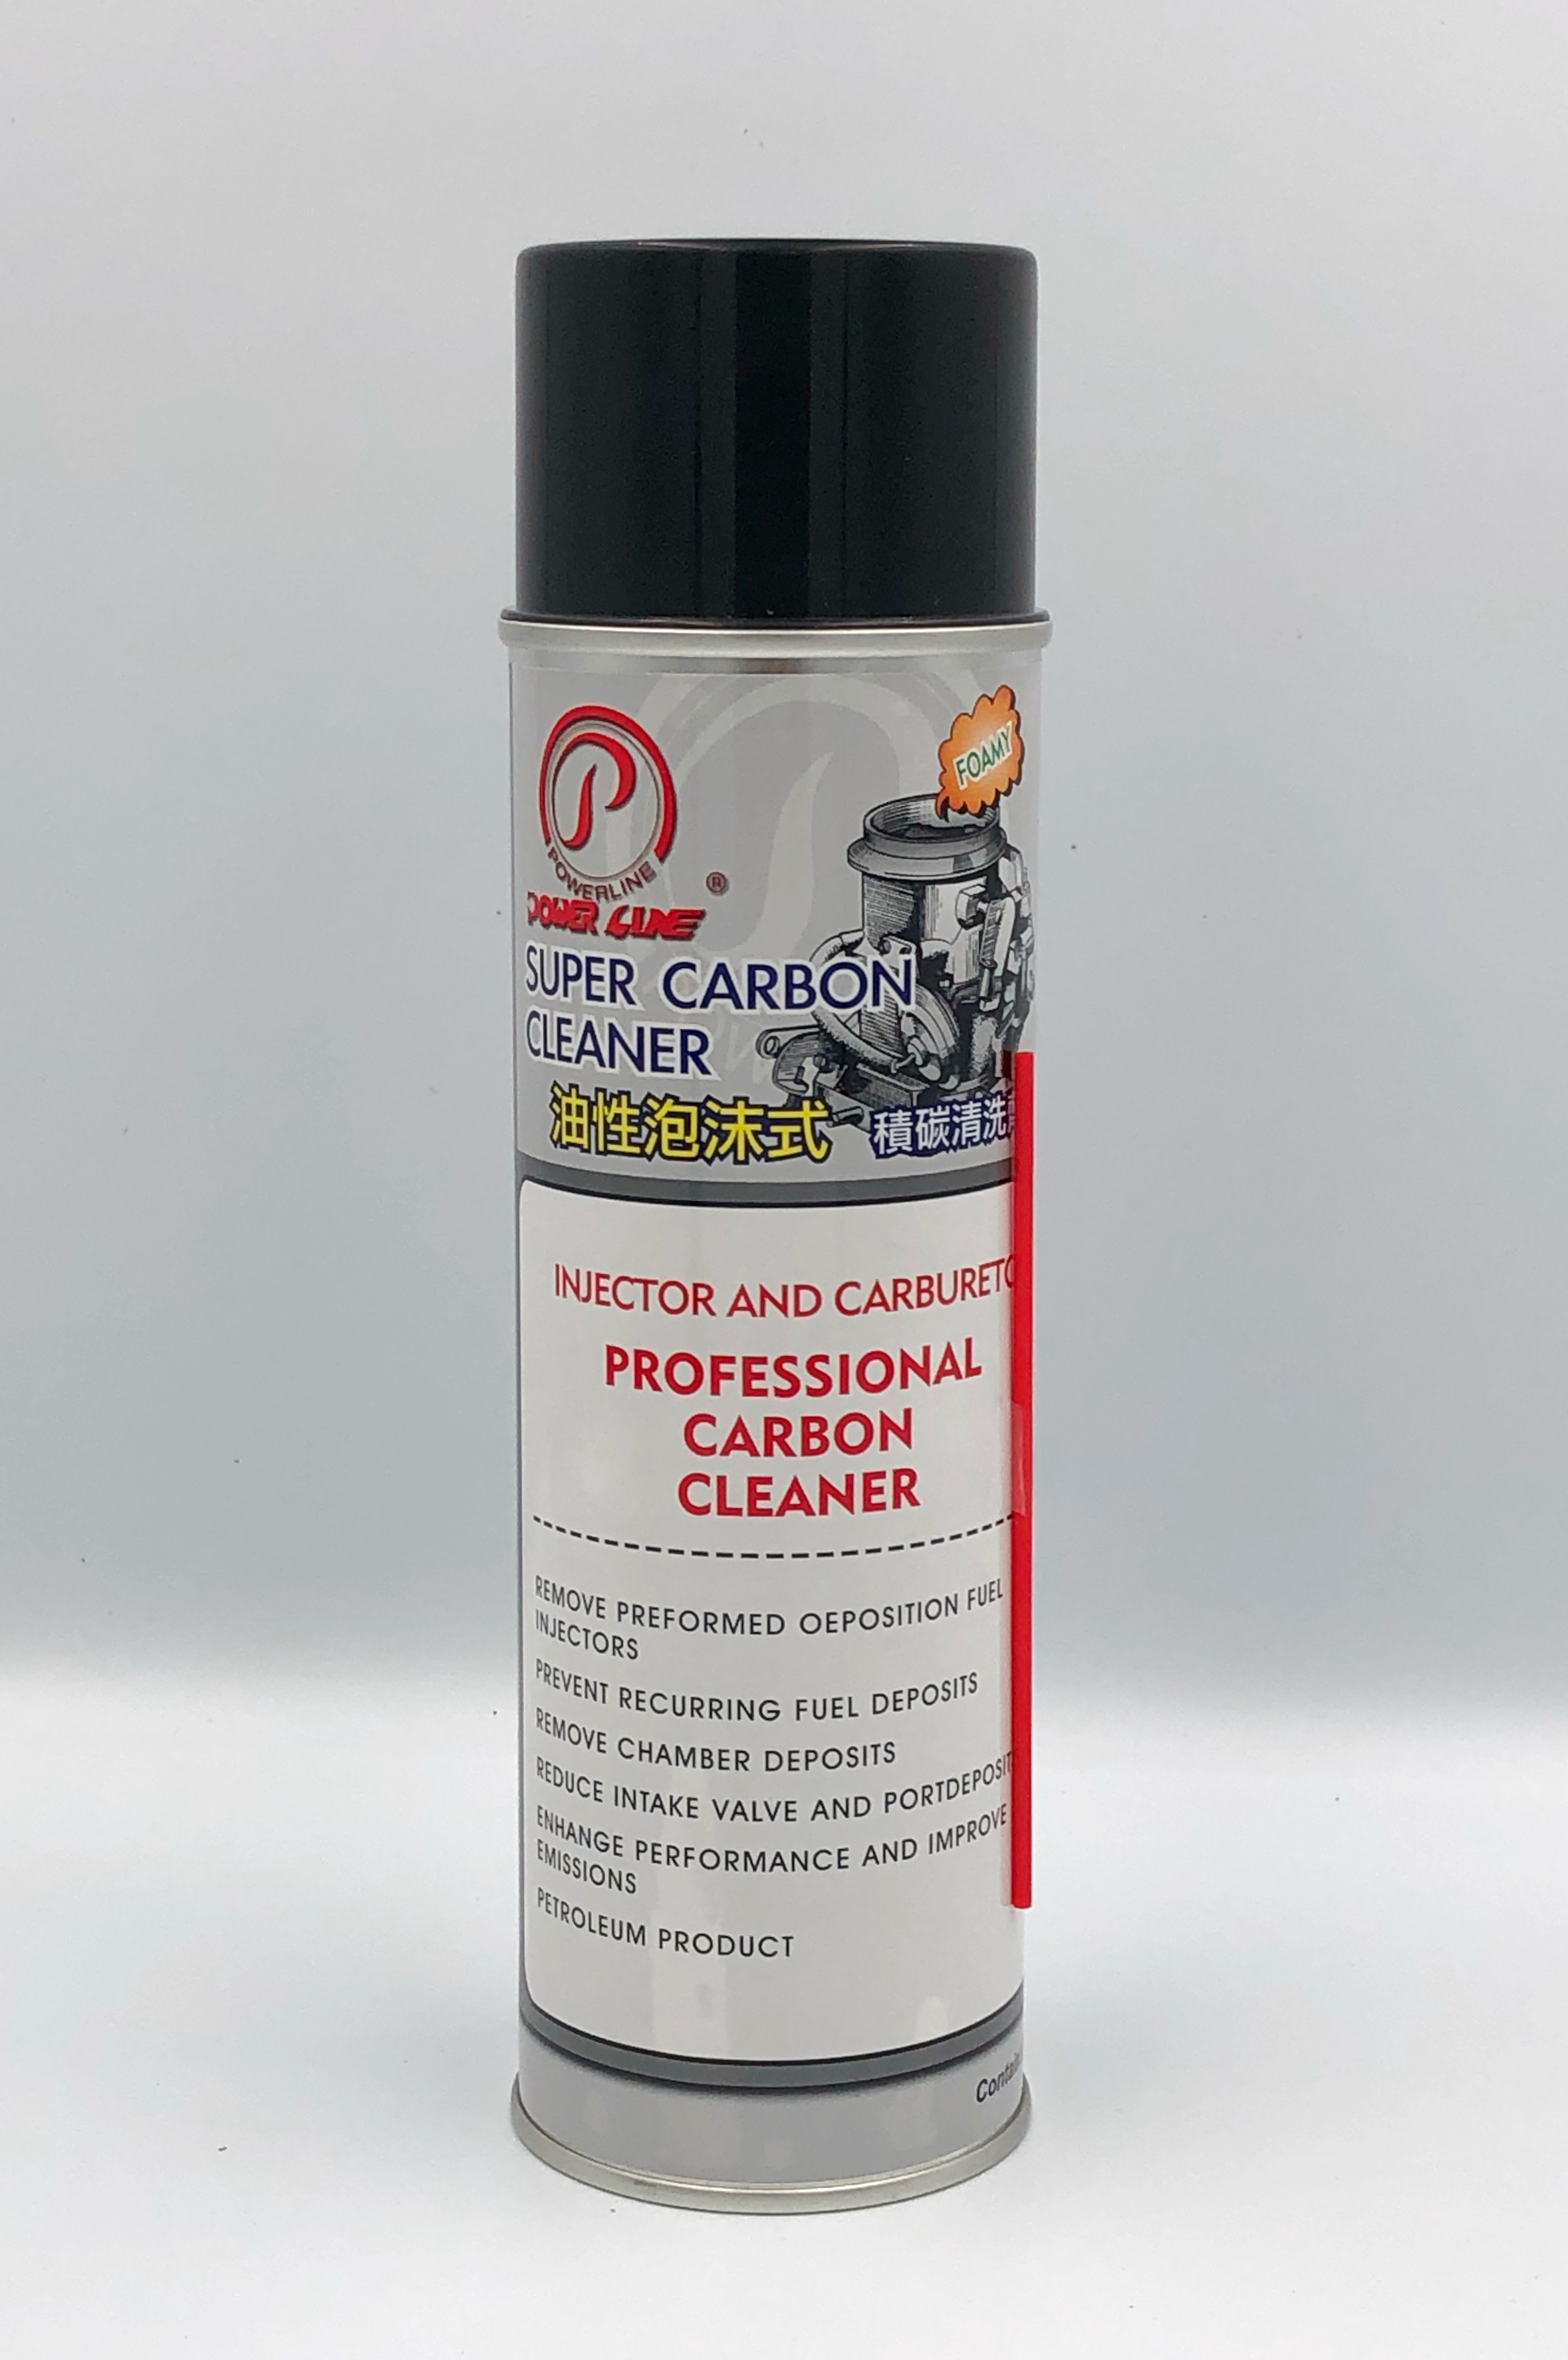 FOAMY
POWERLINE
POWER LINE ®
SUPER CARBON
CLEANER
油性泡沫式 積碳清洗
INJECTOR AND CARBURETO
PROFESSIONAL
CARBON
CLEANER
REMOVE PREFORMED OEPOSITION FUEL
INJECTORS
PREVENT RECURRING FUEL DEPOSITS
REMOVE CHAMBER DEPOSITS
REDUCE INTAKE VALVE AND PORTDEPOSIT
ENHANGE PERFORMANCE AND IMPROVE
EMISSIONS
PETROLEUM PRODUCT